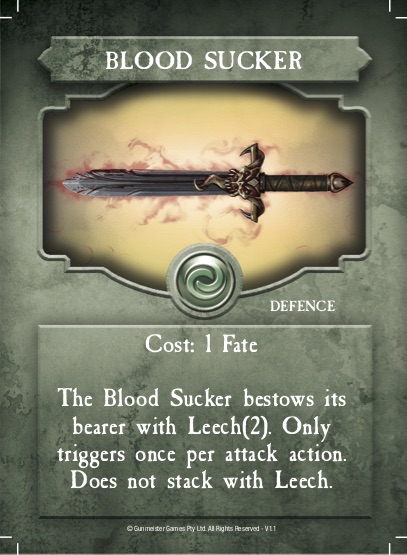 BLOOD SUCKER
DEFENCE
Cost: 1 Fate
The Blood Sucker bestows its
bearer with Leech(2). Only
triggers once per attack action.
Does not stack with Leech.
© Gunmeister Games Pty Ltd. All Rights Reserved - V1.1